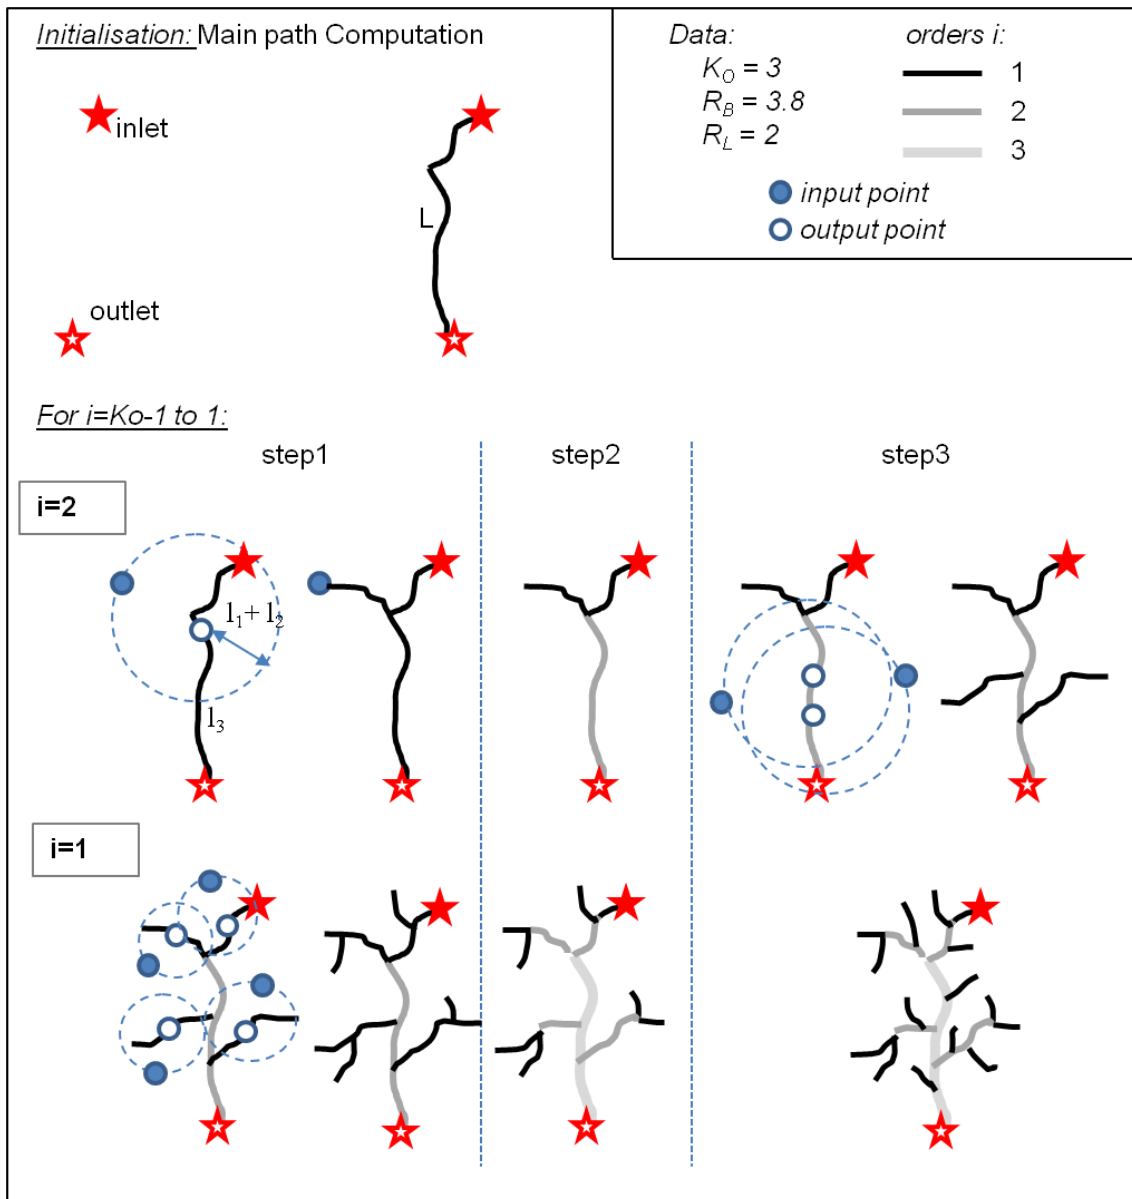 Initialisation: Main path Computation
inlet
L
outlet
Data:
K_O = 3
R_B = 3.8
R_L = 2
orders i:
1
2
3
input point
output point
For i=Ko-1 to 1:
step1
step2
step3
i=2
l₁+ l₂
l₃
i=1